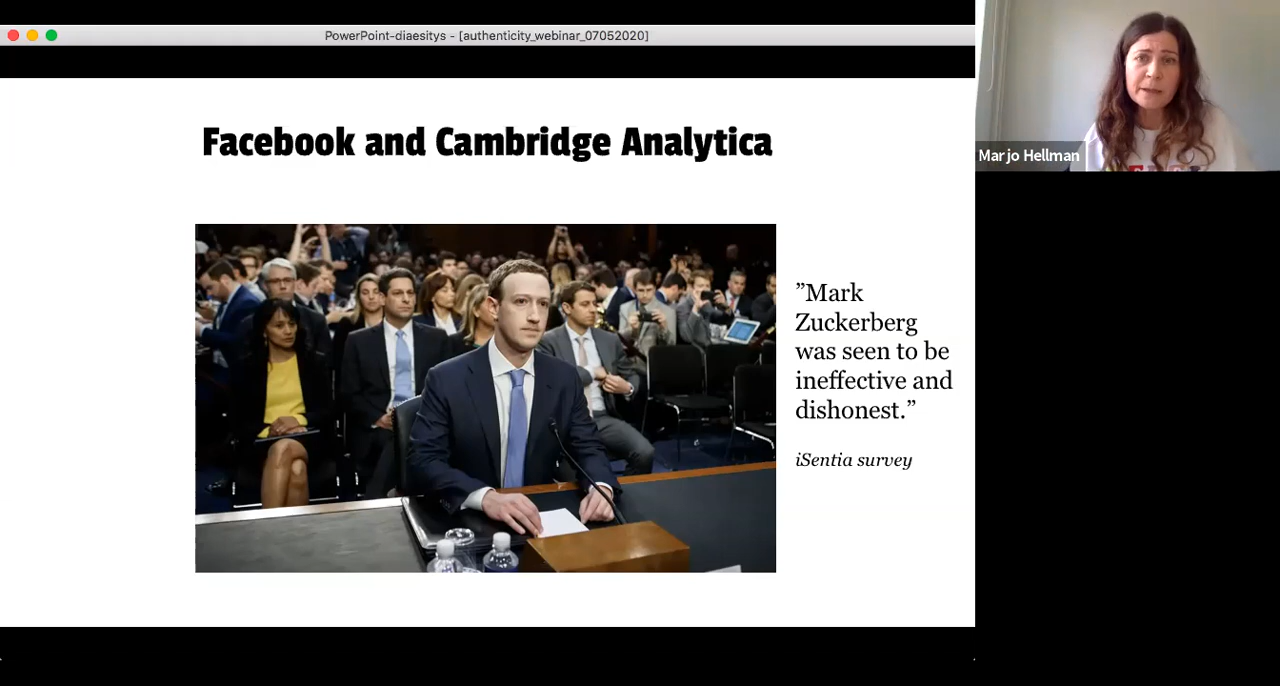 PowerPoint-diaesitys - [authenticity_webinar_07052020]
Facebook and Cambridge Analytica
”Mark
Zuckerberg
was seen to be
ineffective and
dishonest.”
iSentia survey
Marjo Hellman